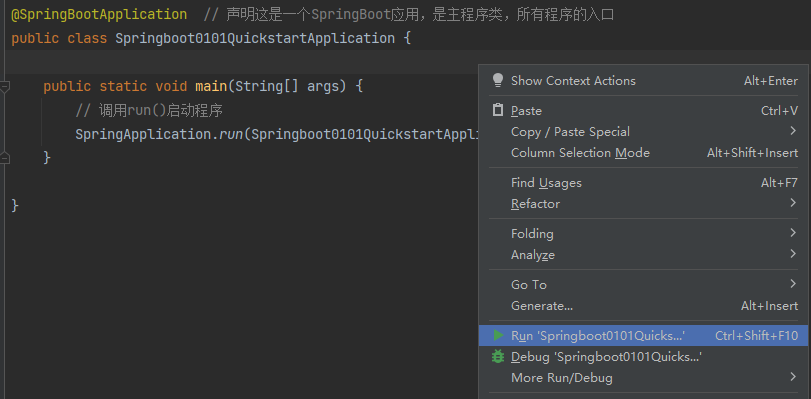 @SpringBootApplication // 声明这是一个SpringBoot应用，是主程序类，所有程序的入口
public class Springboot0101QuickstartApplication {
public static void main(String[] args) {
// 调用run()启动程序
SpringApplication.run(Springboot0101QuickstartAppli
}
}
Show Context Actions Alt+Enter
Paste Ctrl+V
Copy / Paste Special
Column Selection Mode Alt+Shift+Insert
Find Usages Alt+F7
Refactor
Folding
Analyze
Go To
Generate... Alt+Insert
Run 'Springboot0101Quicks...' Ctrl+Shift+F10
Debug 'Springboot0101Quicks...'
More Run/Debug